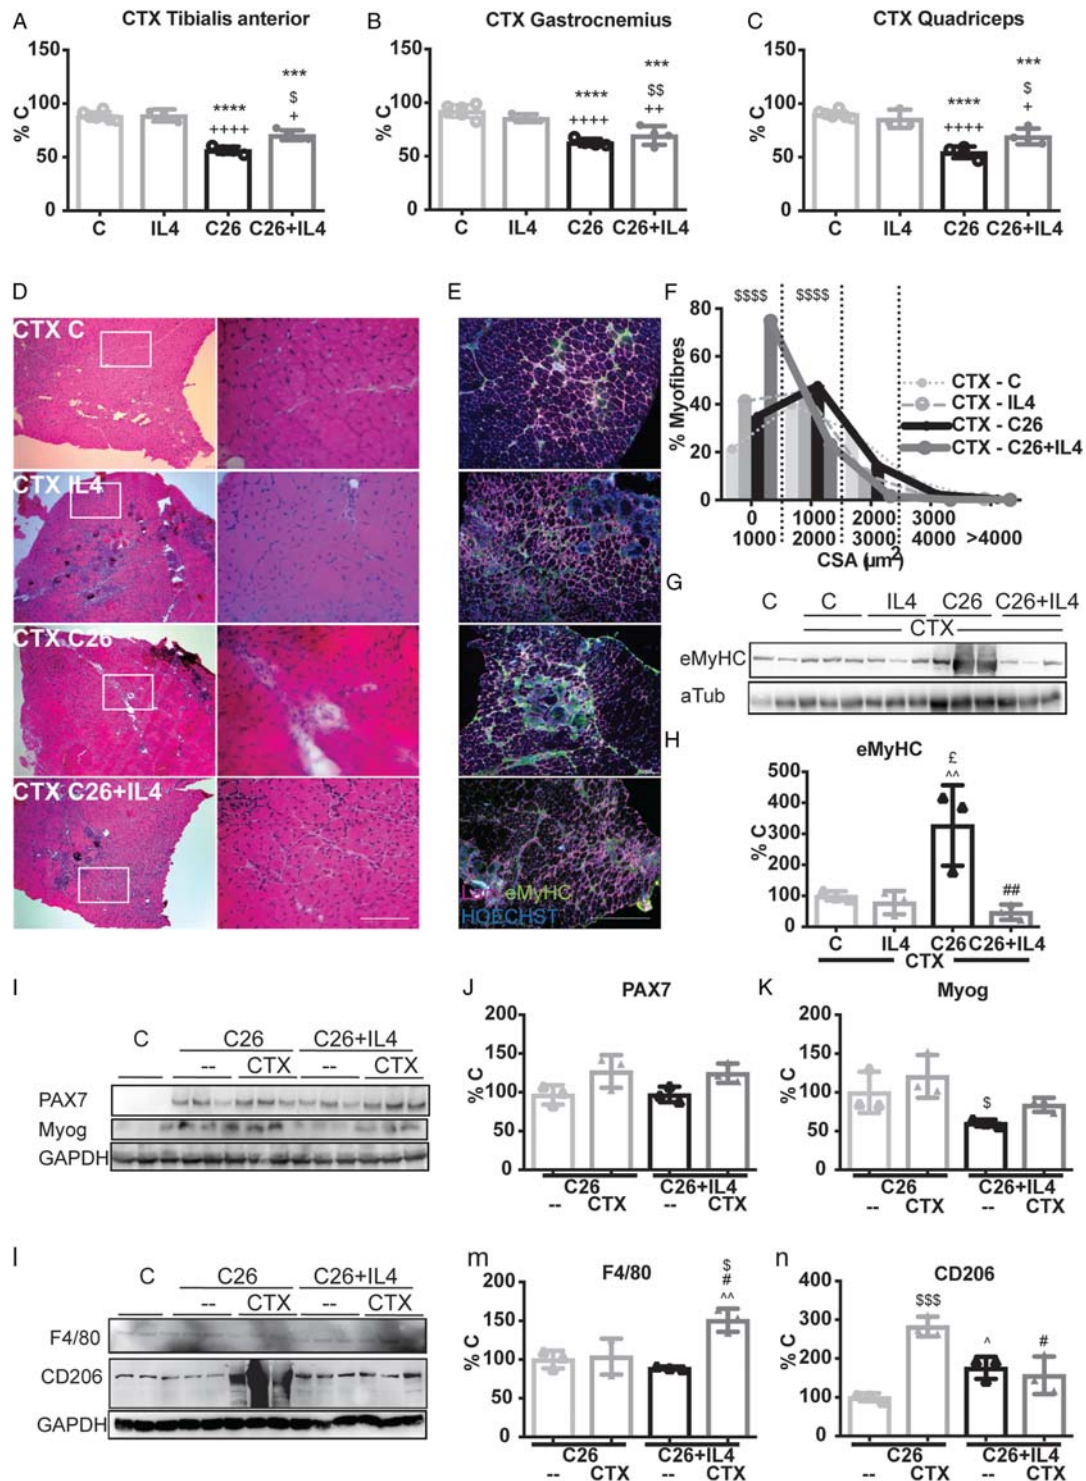 A CTX Tibialis anterior
B CTX Gastrocnemius
C CTX Quadriceps
150
100
50
0
% C
****
++++
***
$
+
C IL4 C26 C26+IL4
150
100
50
0
% C
****
++++
***
$$
++
C IL4 C26 C26+IL4
150
100
50
0
% C
****
++++
***
$
+
C IL4 C26 C26+IL4
D
CTX C
CTX IL4
CTX C26
CTX C26+IL4
E
eMyHC
HOECHST
F
$$$$ $$$$
80
60
40
20
0
% Myofibres
CTX - C
CTX - IL4
CTX - C26
CTX - C26+IL4
0 1000 2000 3000 >4000
1000 2000 3000 4000
CSA (µm²)
G
C C IL4 C26 C26+IL4
CTX
eMyHC
aTub
H
eMyHC
500
400
300
200
100
0
% C
£
^^
##
C IL4 C26 C26+IL4
CTX
I
C C26 C26+IL4
-- CTX -- CTX
PAX7
Myog
GAPDH
J PAX7
200
150
100
50
0
% C
C26 C26+IL4
-- CTX -- CTX
K Myog
200
150
100
50
0
% C
$
C26 C26+IL4
-- CTX -- CTX
l
C C26 C26+IL4
-- CTX -- CTX
F4/80
CD206
GAPDH
m F4/80
200
150
100
50
0
% C
$
#
^^
C26 C26+IL4
-- CTX -- CTX
n CD206
400
300
200
100
0
% C
$$$
^
#
C26 C26+IL4
-- CTX -- CTX